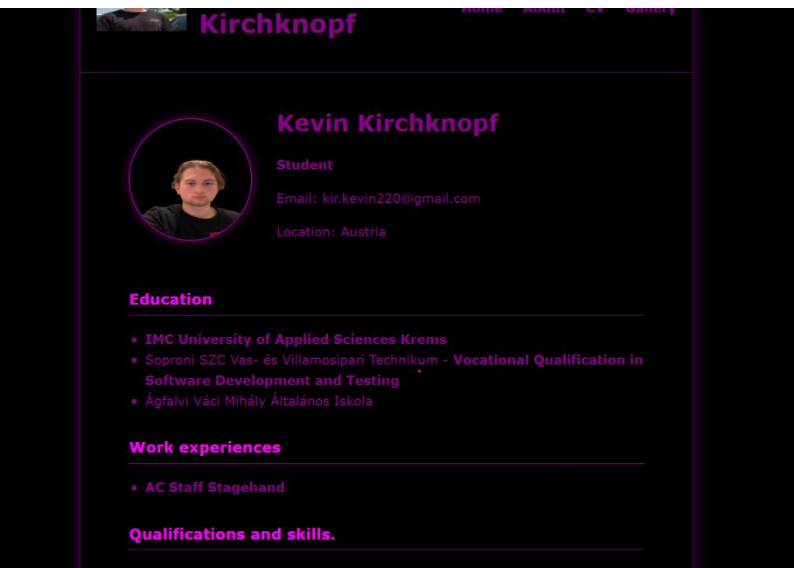 Kirchknopf
Home About CV Gallery
Kevin Kirchknopf
Student
Email: kir.kevin220@gmail.com
Location: Austria
Education
IMC University of Applied Sciences Krems
Soproni SZC Vas- és Villamosipari Technikum - Vocational Qualification in
Software Development and Testing
Ágfalvi Váci Mihály Általános Iskola
Work experiences
AC Staff Stagehand
Qualifications and skills.